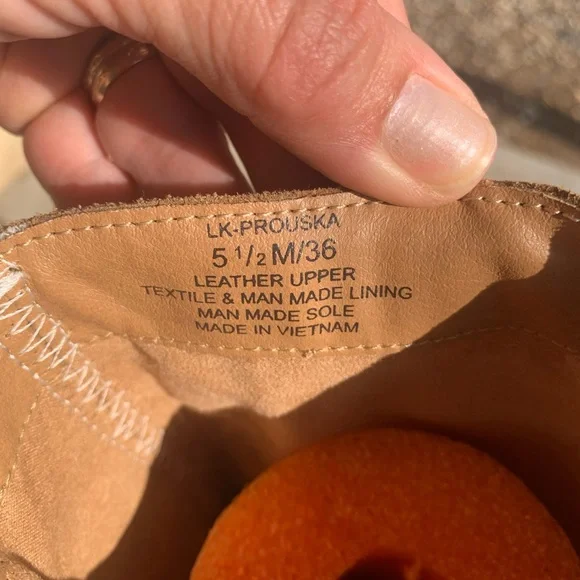 LK-PROUSKA
5 1/2 M/36
LEATHER UPPER
TEXTILE & MAN MADE LINING
MAN MADE SOLE
MADE IN VIETNAM